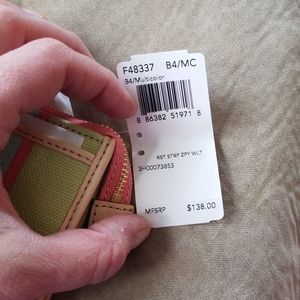 F48337 B4/MC
B4/Multicolor
8 86382 51971 8
RST STRP ZPY WLT
3H00073853
MFSRP $138.00